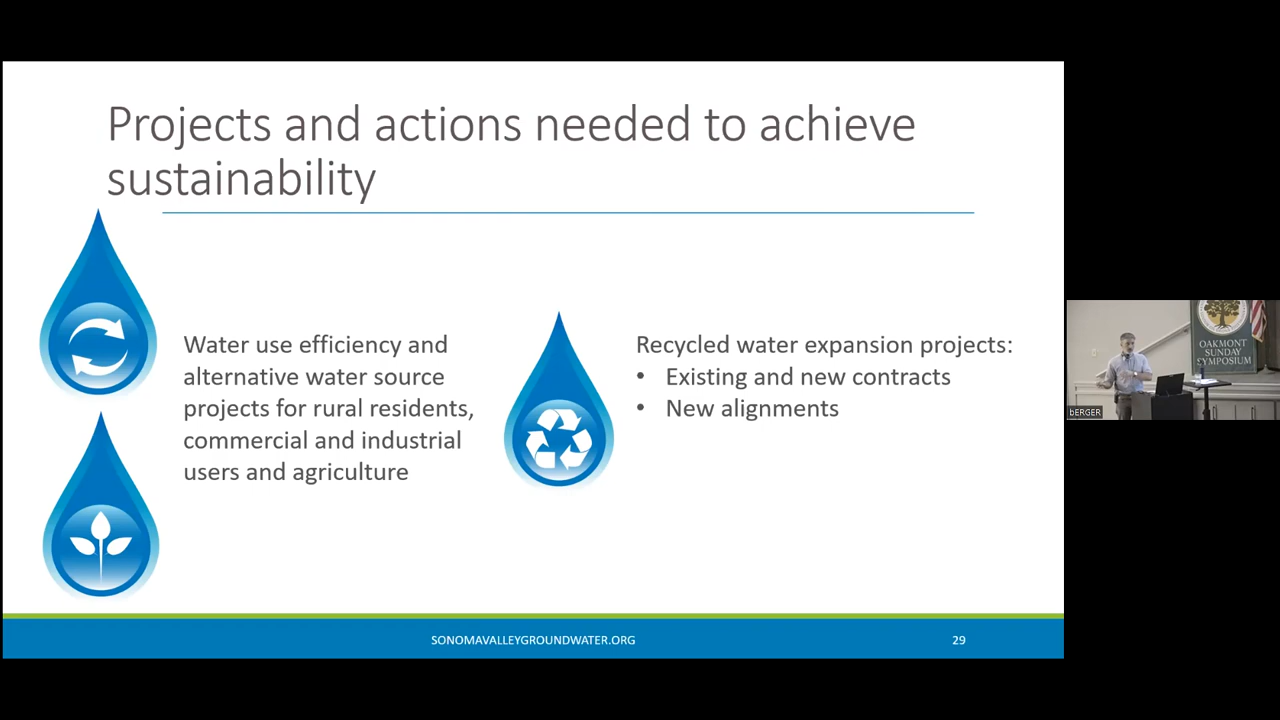 Projects and actions needed to achieve
sustainability
Water use efficiency and
alternative water source
projects for rural residents,
commercial and industrial
users and agriculture
Recycled water expansion projects:
• Existing and new contracts
• New alignments
SONOMAVALLEYGROUNDWATER.ORG
29
OAKMONT
SUNDAY
SYMPOSIUM
bERGER